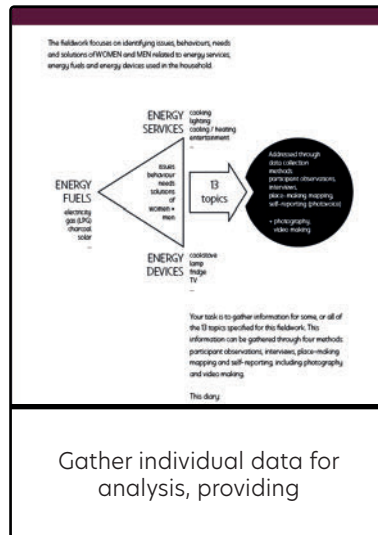 The fieldwork focuses on identifying issues, behaviours, needs
and solutions of WOMEN and MEN related to energy services,
energy fuels and energy devices used in the household.
ENERGY
SERVICES
cooking
lighting
cooling / heating
entertainment
...
ENERGY
FUELS
electricity
gas (LPG)
charcoal
solar
...
issues
behaviour
needs
solutions
of
women +
men
13
topics
Addressed through
data collection
methods
participant observations,
interviews,
place-making mapping,
self-reporting (photovoice)
+ photography,
video making
ENERGY
DEVICES
cookstove
lamp
fridge
TV
...
Your task is to gather information for some, or all of
the 13 topics specified for this fieldwork. This
information can be gathered through four methods:
participant observations, interviews, place-making
mapping and self-reporting, including photography
and video making.
This diary:
Gather individual data for
analysis, providing